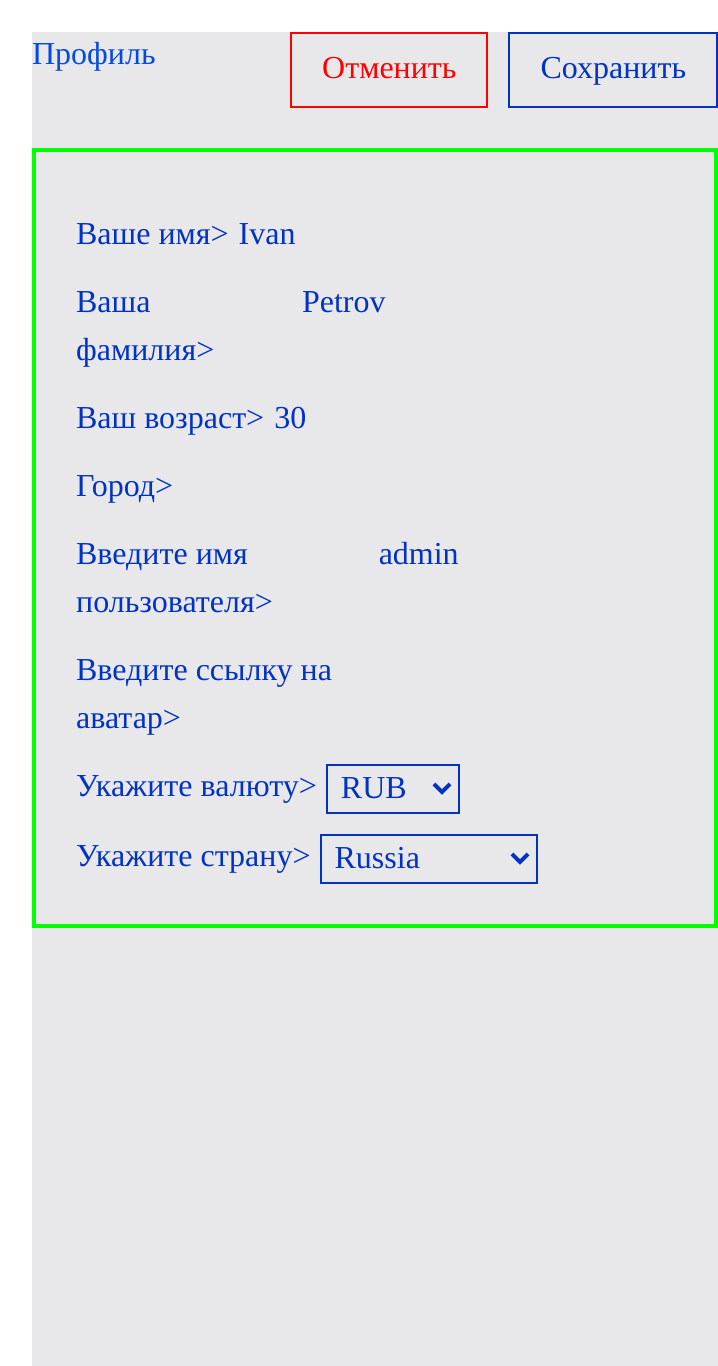 Профиль Отменить Сохранить
Ваше имя> Ivan
Ваша Petrov
фамилия>
Ваш возраст> 30
Город>
Введите имя admin
пользователя>
Введите ссылку на
аватар>
Укажите валюту> RUB
Укажите страну> Russia